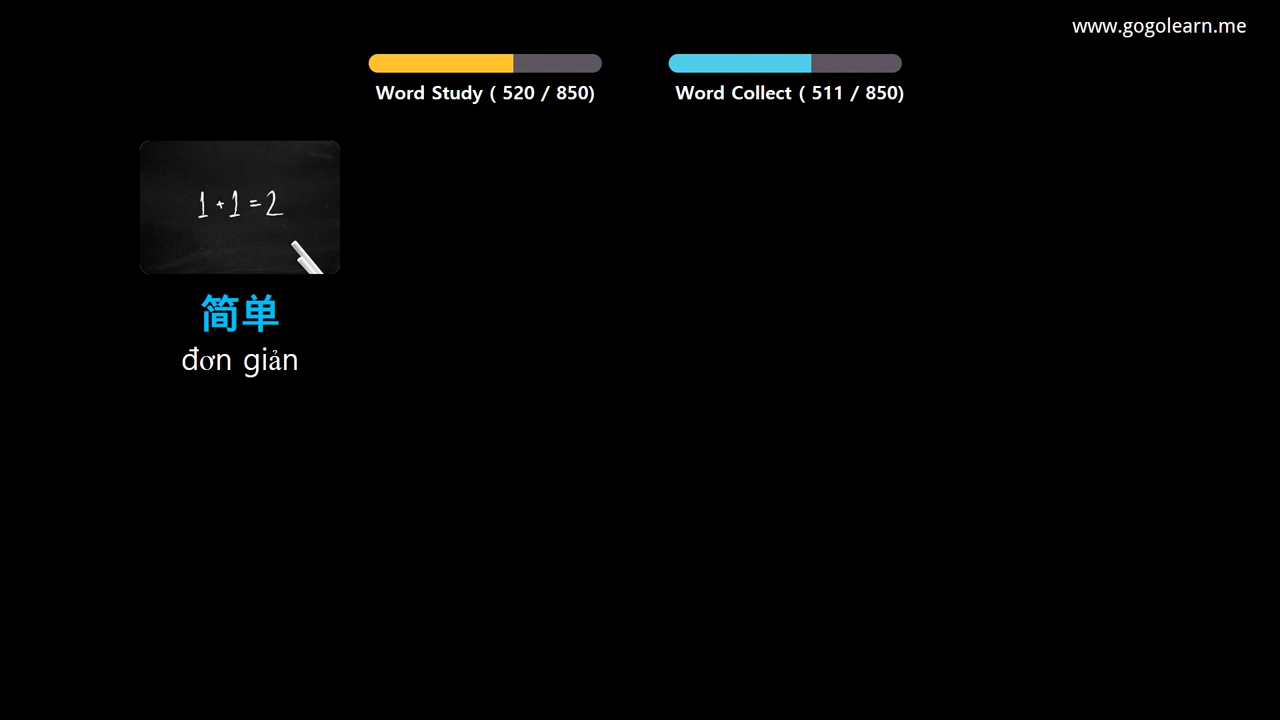 www.gogolearn.me
Word Study ( 520 / 850)
Word Collect ( 511 / 850)
1+1=2
简单
đơn giản